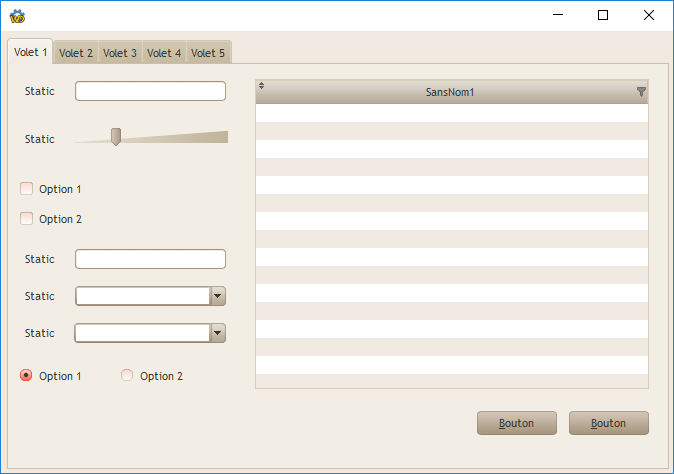 Volet 1 Volet 2 Volet 3 Volet 4 Volet 5
Static
SansNom1
Static
Option 1
Option 2
Static
Static
Static
Option 1 Option 2
Bouton Bouton